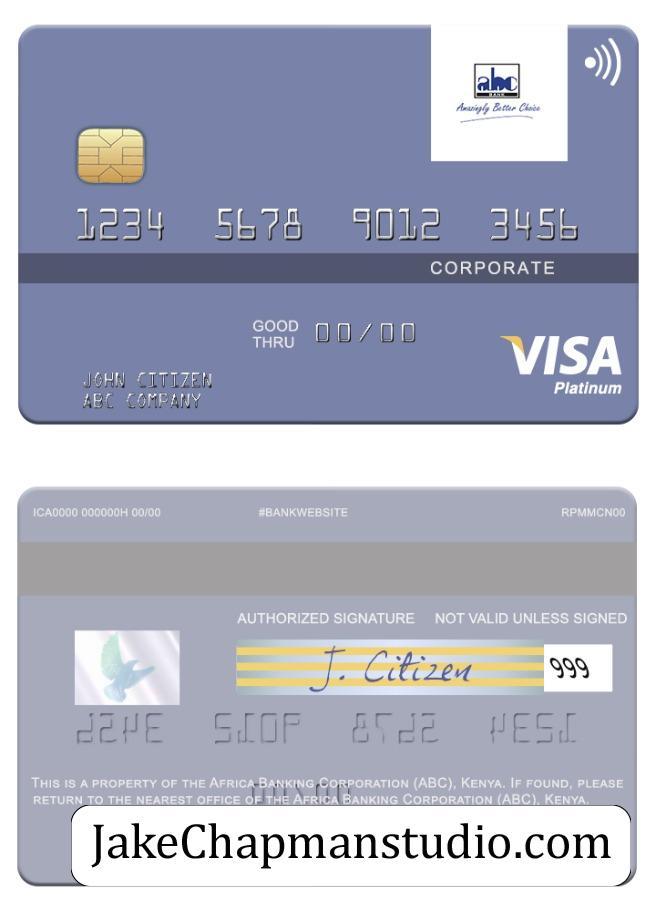 abc
BANK
Amazingly Better Choice
1234 5678 9012 3456
CORPORATE
GOOD THRU 00/00
VISA
Platinum
JOHN CITIZEN
ABC COMPANY
ICA0000 000000H 00/00 #BANKWEBSITE RPMMCN00
AUTHORIZED SIGNATURE NOT VALID UNLESS SIGNED
J. Citizen 999
THIS IS A PROPERTY OF THE AFRICA BANKING CORPORATION (ABC), KENYA. IF FOUND, PLEASE
RETURN TO THE NEAREST OFFICE OF THE AFRICA BANKING CORPORATION (ABC), KENYA.
JakeChapmanstudio.com